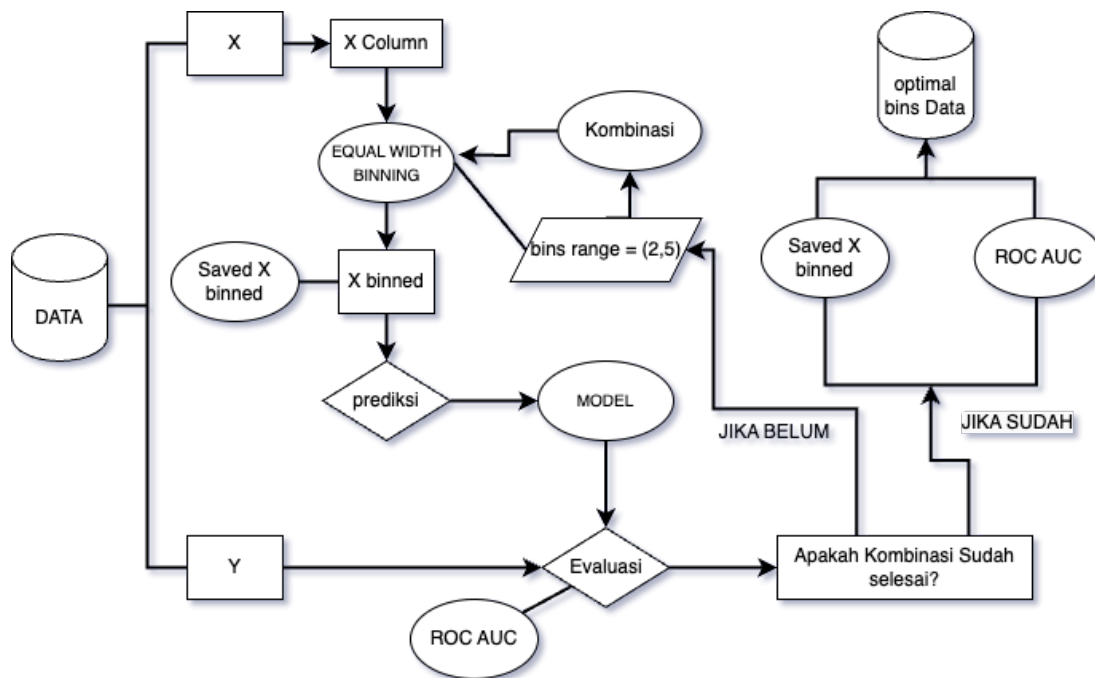 X
X Column
optimal
bins Data
Kombinasi
EQUAL WIDTH
BINNING
bins range = (2,5)
Saved X
binned
ROC AUC
Saved X
binned
X binned
DATA
prediksi
MODEL
JIKA BELUM
JIKA SUDAH
Y
Evaluasi
Apakah Kombinasi Sudah
selesai?
ROC AUC